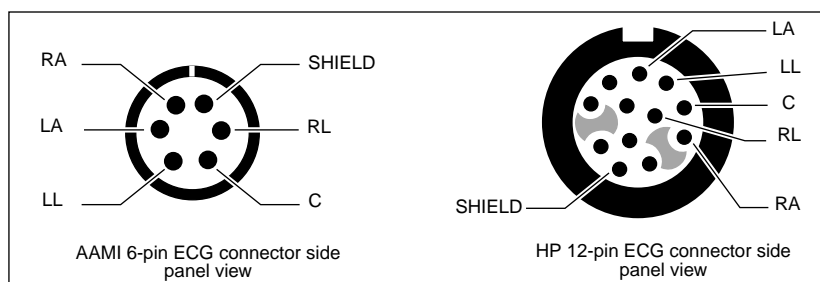 RA
SHIELD
LA
RL
LL
C
AAMI 6-pin ECG connector side
panel view
LA
LL
C
RL
SHIELD
RA
HP 12-pin ECG connector side
panel view